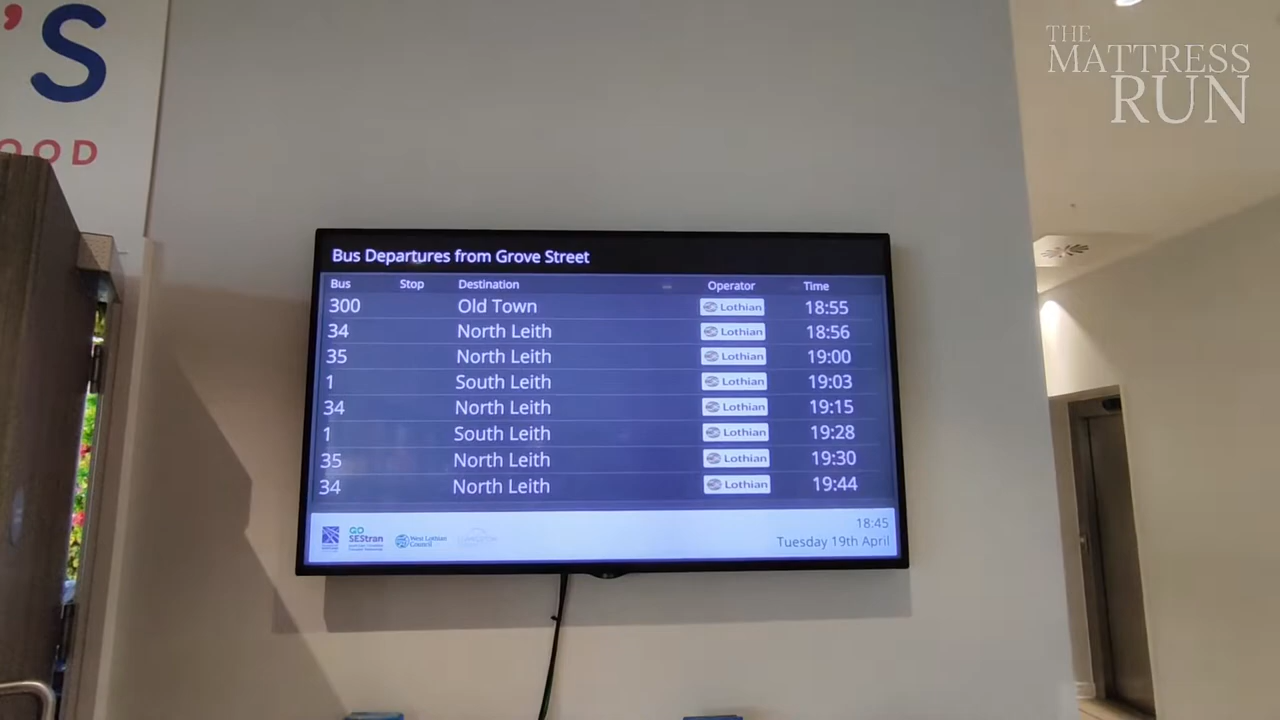 'S
OOD
THE
MATTRESS
RUN
Bus Departures from Grove Street
Bus Stop Destination Operator Time
300 Old Town Lothian 18:55
34 North Leith Lothian 18:56
35 North Leith Lothian 19:00
1 South Leith Lothian 19:03
34 North Leith Lothian 19:15
1 South Leith Lothian 19:28
35 North Leith Lothian 19:30
34 North Leith Lothian 19:44
GO
SEStran
West Lothian
Council
18:45
Tuesday 19th April